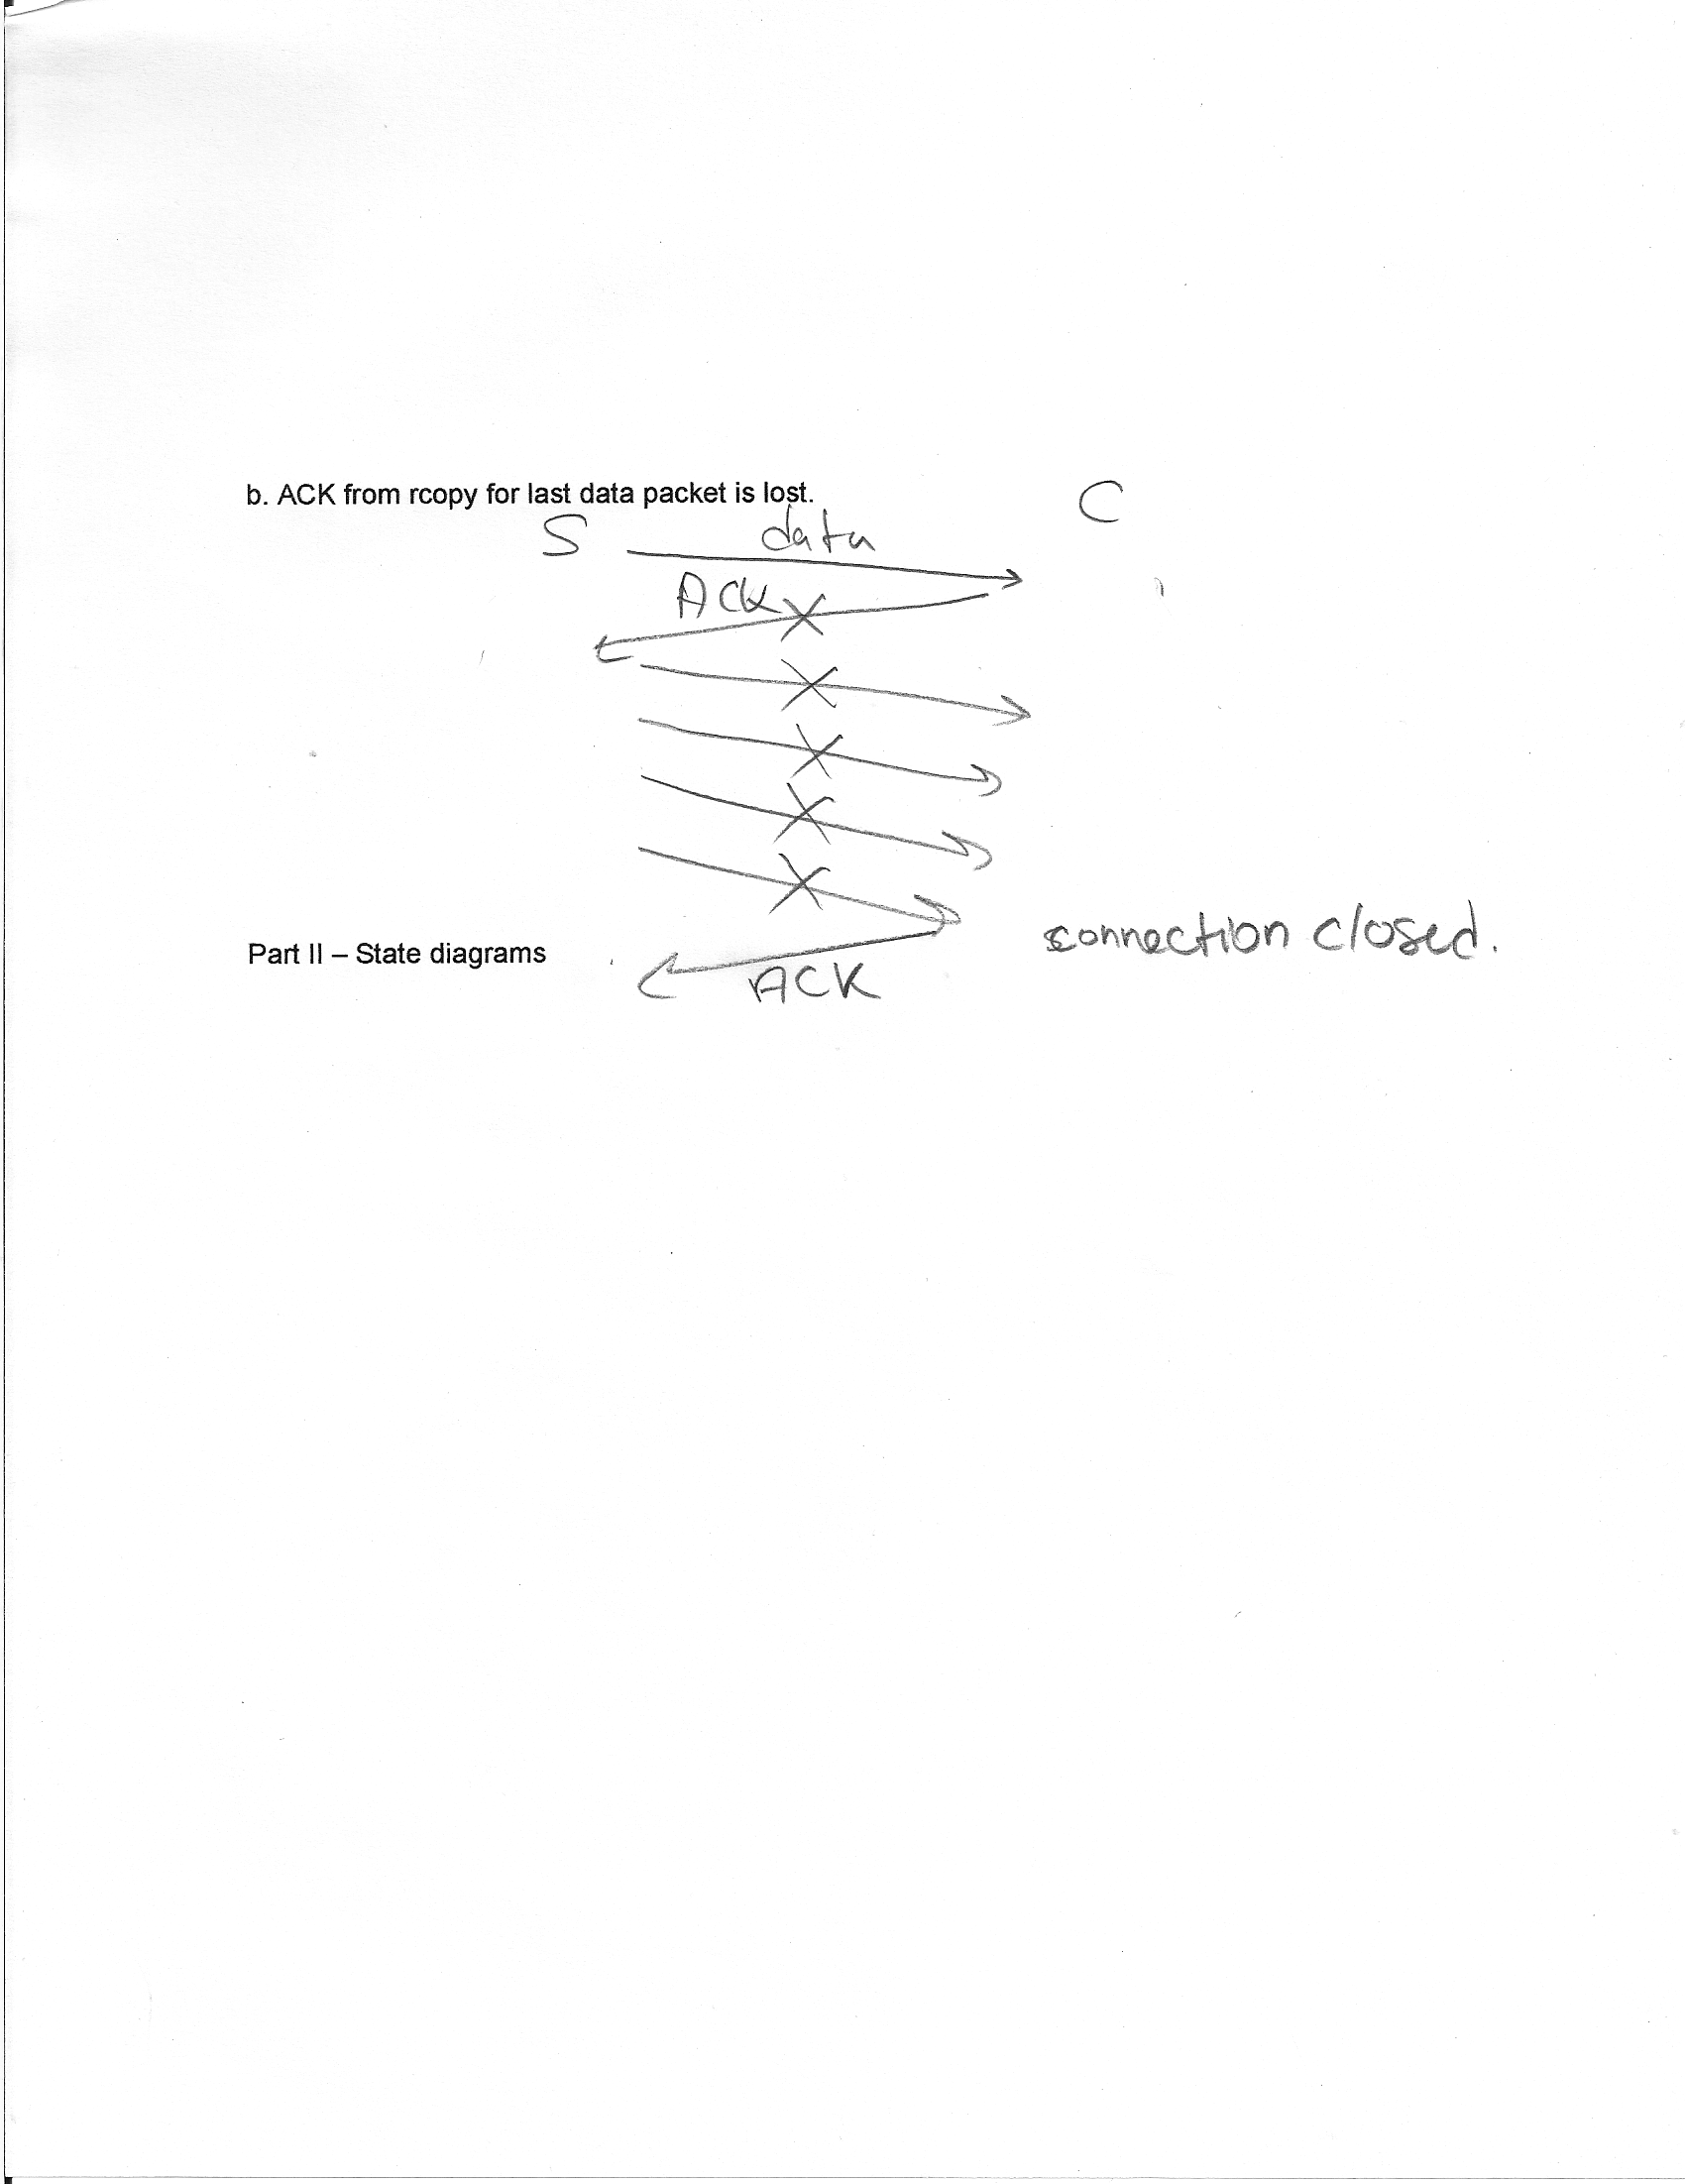 b. ACK from rcopy for last data packet is lost.
C
S data
ACK
connection closed.
Part II – State diagrams
ACK